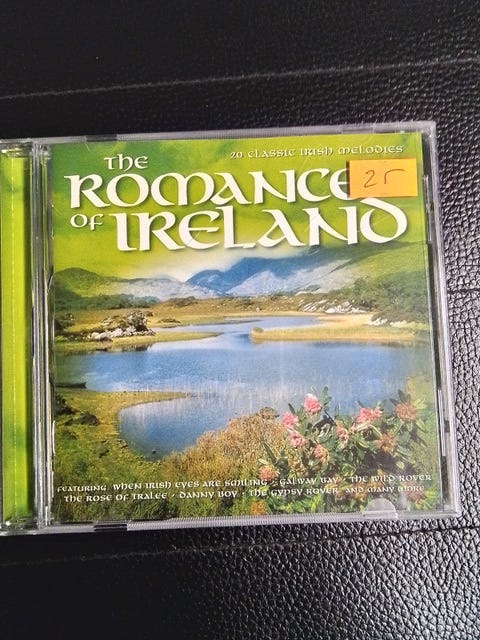 20 CLASSIC IRISH MELODIES
THE
ROMANCE
OF IRELAND
FEATURING WHEN IRISH EYES ARE SMILING · GALWAY BAY · THE WILD ROVER
THE ROSE OF TRALEE · DANNY BOY · THE GYPSY ROVER AND MANY MORE